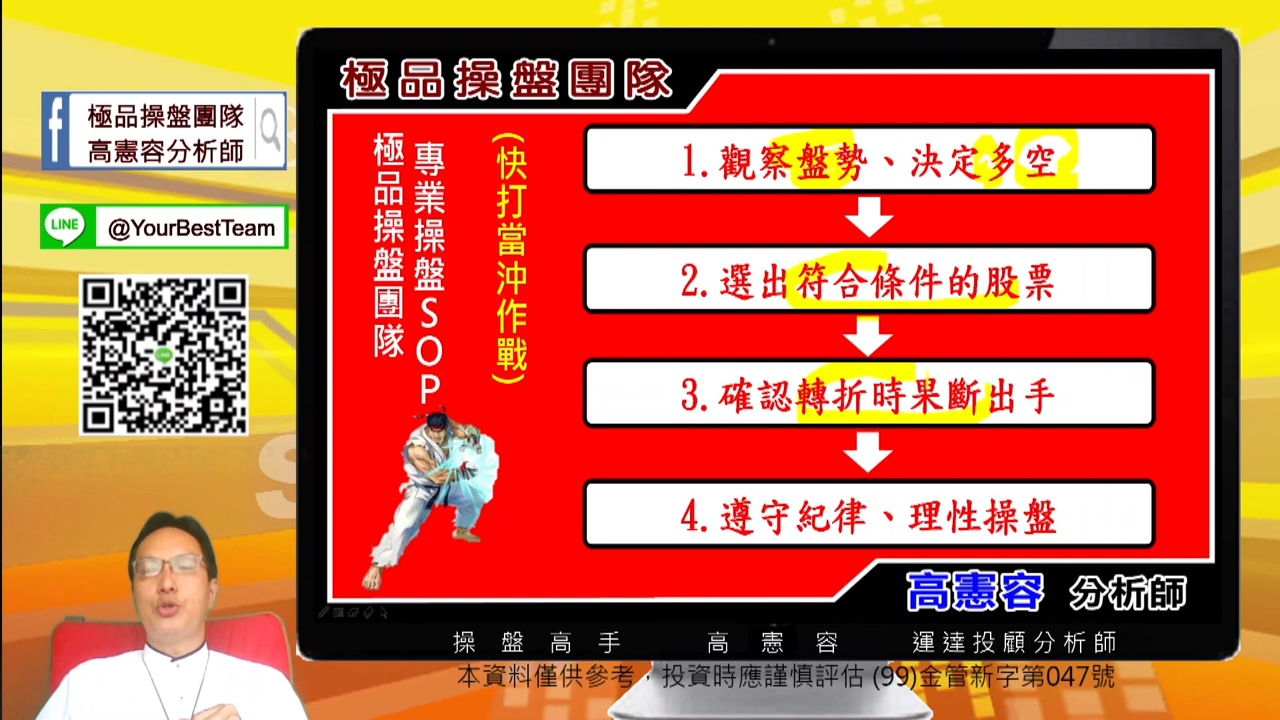 極品操盤團隊
高憲容分析師
LINE
@YourBestTeam
極品操盤團隊
極品操盤團隊
專業操盤SOP
(快打當沖作戰)
1.觀察盤勢、決定多空
2.選出符合條件的股票
3.確認轉折時果斷出手
4.遵守紀律、理性操盤
高憲容 分析師
操盤高手 高憲容 運達投顧分析師
本資料僅供參考，投資時應謹慎評估 (99)金管新字第047號